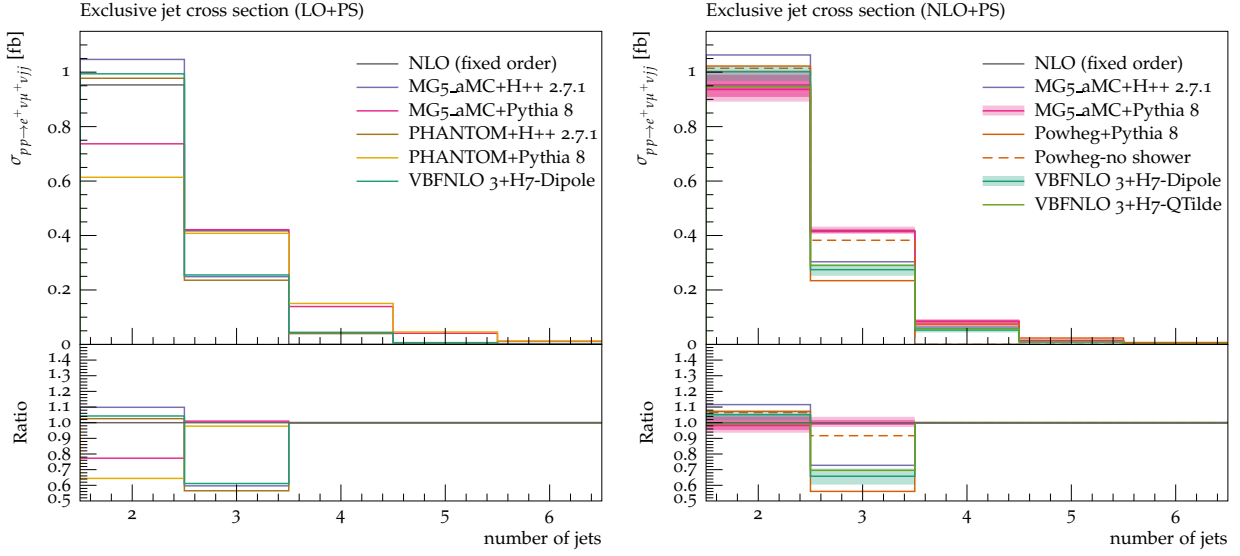 Exclusive jet cross section (LO+PS)
σpp→e+νμ+νjj [fb]
NLO (fixed order)
MG5_aMC+H++ 2.7.1
MG5_aMC+Pythia 8
PHANTOM+H++ 2.7.1
PHANTOM+Pythia 8
VBFNLO 3+H7-Dipole
1
0.8
0.6
0.4
0.2
0
Ratio
1.4
1.3
1.2
1.1
1.0
0.9
0.8
0.7
0.6
0.5
2 3 4 5 6
number of jets
Exclusive jet cross section (NLO+PS)
σpp→e+νμ+νjj [fb]
NLO (fixed order)
MG5_aMC+H++ 2.7.1
MG5_aMC+Pythia 8
Powheg+Pythia 8
Powheg-no shower
VBFNLO 3+H7-Dipole
VBFNLO 3+H7-QTilde
1
0.8
0.6
0.4
0.2
0
Ratio
1.4
1.3
1.2
1.1
1.0
0.9
0.8
0.7
0.6
0.5
2 3 4 5 6
number of jets